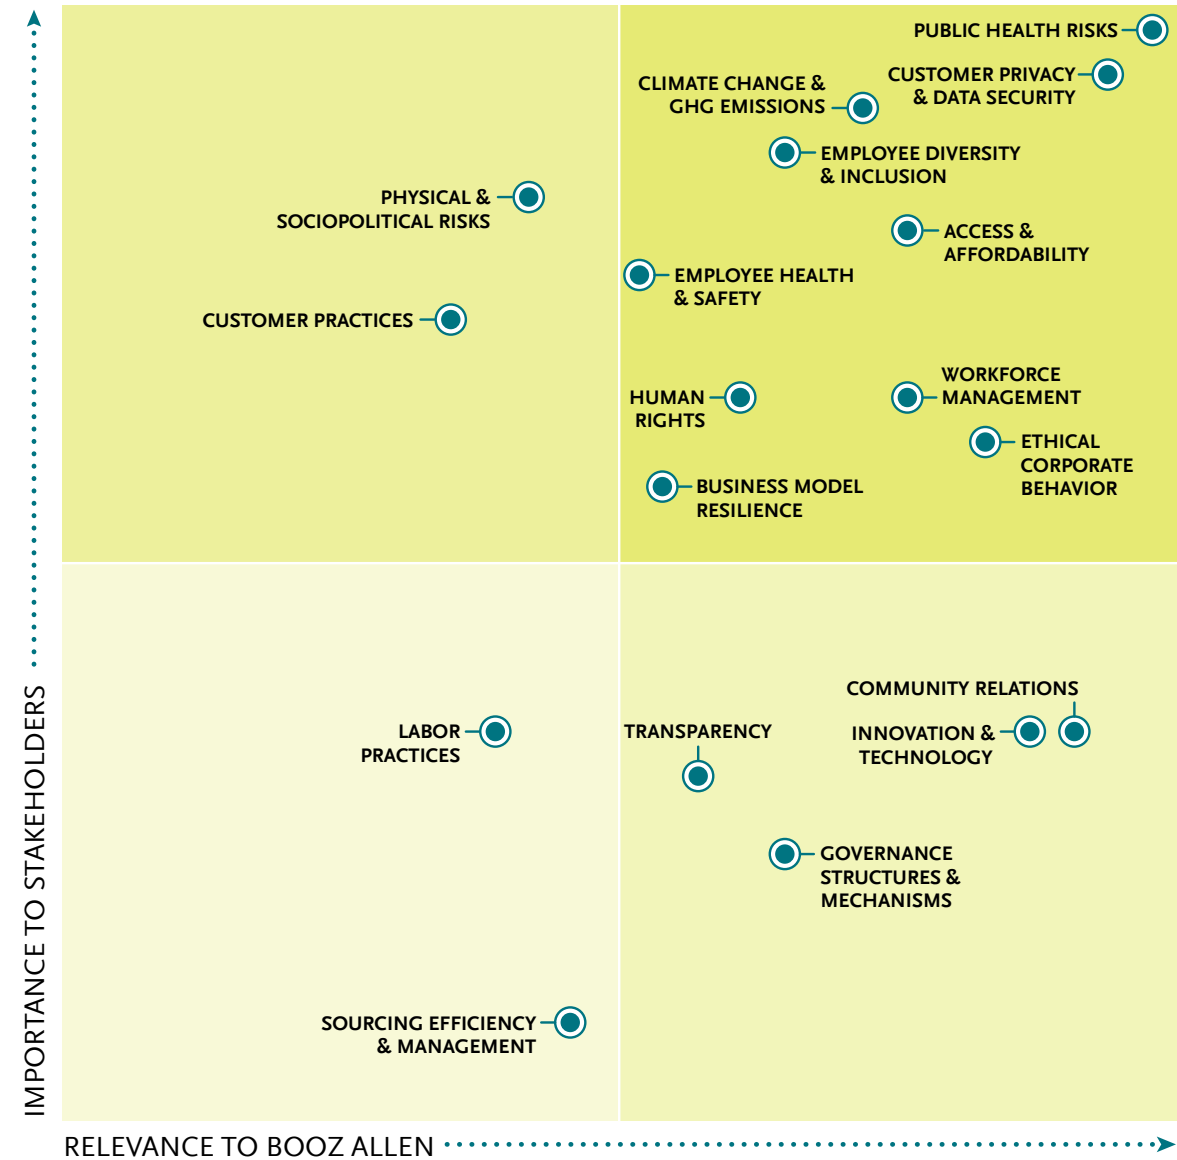 PUBLIC HEALTH RISKS
CUSTOMER PRIVACY
& DATA SECURITY
CLIMATE CHANGE &
GHG EMISSIONS
EMPLOYEE DIVERSITY
& INCLUSION
PHYSICAL &
SOCIOPOLITICAL RISKS
ACCESS &
AFFORDABILITY
EMPLOYEE HEALTH
& SAFETY
CUSTOMER PRACTICES
WORKFORCE
MANAGEMENT
HUMAN
RIGHTS
ETHICAL
CORPORATE
BEHAVIOR
BUSINESS MODEL
RESILIENCE
COMMUNITY RELATIONS
LABOR
PRACTICES
TRANSPARENCY
INNOVATION &
TECHNOLOGY
GOVERNANCE
STRUCTURES &
MECHANISMS
SOURCING EFFICIENCY
& MANAGEMENT
IMPORTANCE TO STAKEHOLDERS
RELEVANCE TO BOOZ ALLEN